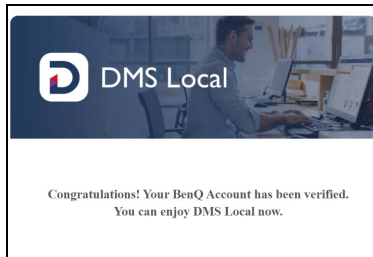 DMS Local
Congratulations! Your BenQ Account has been verified.
You can enjoy DMS Local now.